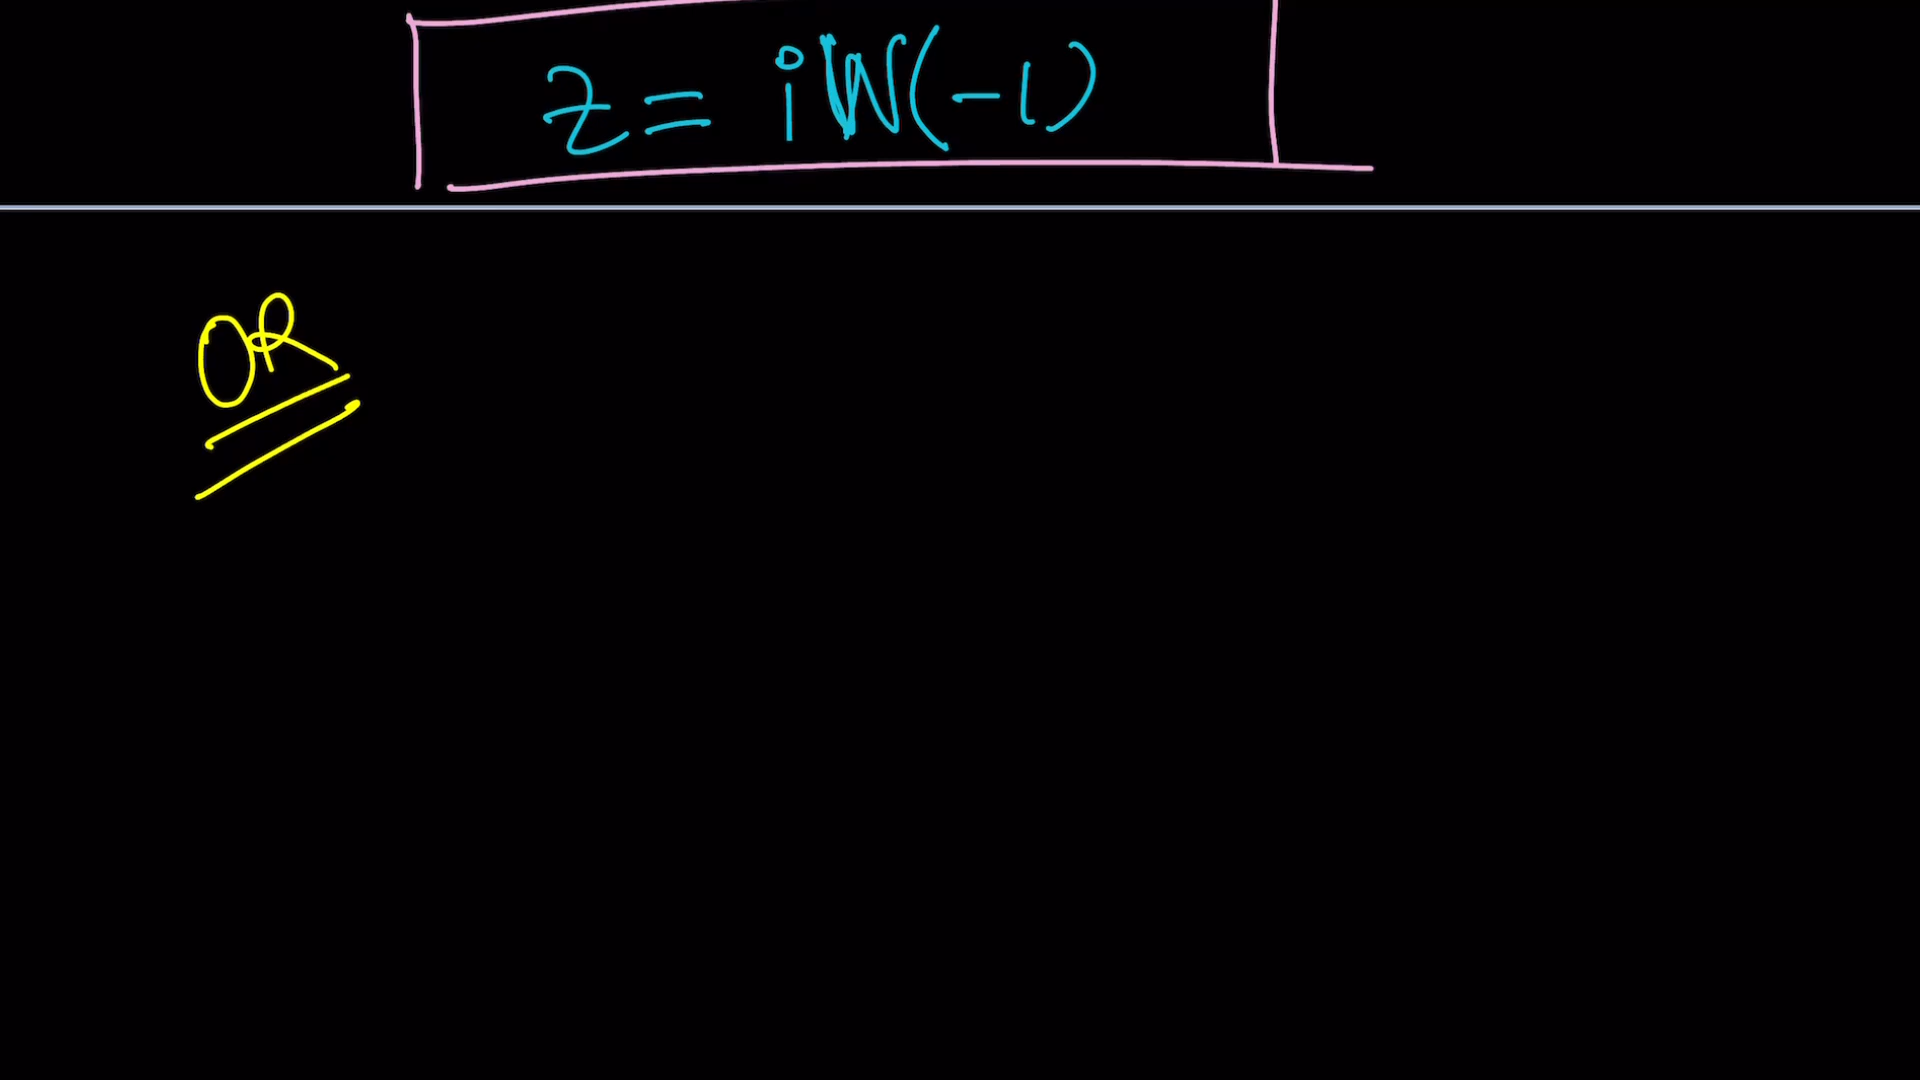 z = iW(-1)
OR